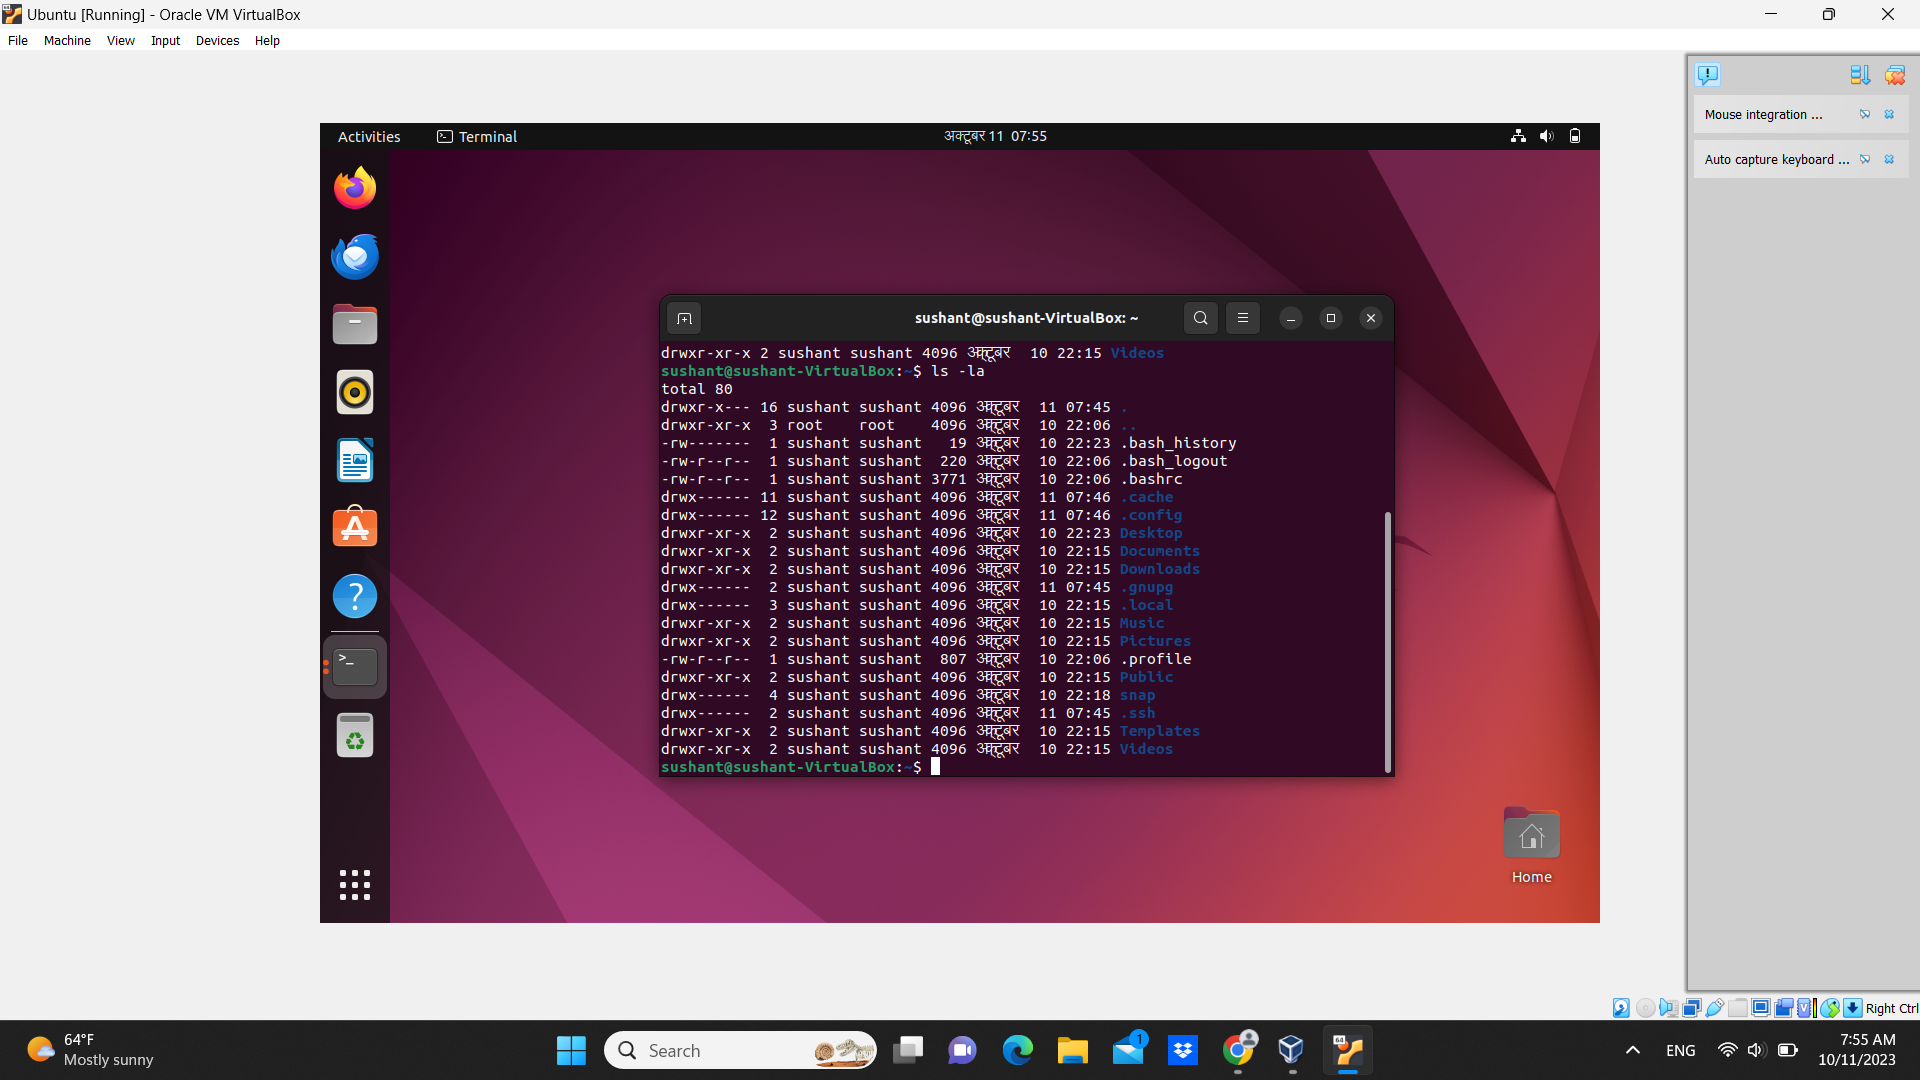 Ubuntu [Running] - Oracle VM VirtualBox
File Machine View Input Devices Help
Mouse integration ...
Auto capture keyboard ...
Activities Terminal अक्टूबर 11 07:55
sushant@sushant-VirtualBox: ~
drwxr-xr-x 2 sushant sushant 4096 अक्टूबर 10 22:15 Videos
sushant@sushant-VirtualBox:~$ ls -la
total 80
drwxr-x--- 16 sushant sushant 4096 अक्टूबर 11 07:45 .
drwxr-xr-x 3 root root 4096 अक्टूबर 10 22:06 ..
-rw------- 1 sushant sushant 19 अक्टूबर 10 22:23 .bash_history
-rw-r--r-- 1 sushant sushant 220 अक्टूबर 10 22:06 .bash_logout
-rw-r--r-- 1 sushant sushant 3771 अक्टूबर 10 22:06 .bashrc
drwx------ 11 sushant sushant 4096 अक्टूबर 11 07:46 .cache
drwx------ 12 sushant sushant 4096 अक्टूबर 11 07:46 .config
drwxr-xr-x 2 sushant sushant 4096 अक्टूबर 10 22:23 Desktop
drwxr-xr-x 2 sushant sushant 4096 अक्टूबर 10 22:15 Documents
drwxr-xr-x 2 sushant sushant 4096 अक्टूबर 10 22:15 Downloads
drwx------ 2 sushant sushant 4096 अक्टूबर 11 07:45 .gnupg
drwx------ 3 sushant sushant 4096 अक्टूबर 10 22:15 .local
drwxr-xr-x 2 sushant sushant 4096 अक्टूबर 10 22:15 Music
drwxr-xr-x 2 sushant sushant 4096 अक्टूबर 10 22:15 Pictures
-rw-r--r-- 1 sushant sushant 807 अक्टूबर 10 22:06 .profile
drwxr-xr-x 2 sushant sushant 4096 अक्टूबर 10 22:15 Public
drwx------ 4 sushant sushant 4096 अक्टूबर 10 22:18 snap
drwx------ 2 sushant sushant 4096 अक्टूबर 11 07:45 .ssh
drwxr-xr-x 2 sushant sushant 4096 अक्टूबर 10 22:15 Templates
drwxr-xr-x 2 sushant sushant 4096 अक्टूबर 10 22:15 Videos
sushant@sushant-VirtualBox:~$
Home
Right Ctrl
64°F
Mostly sunny
Search
1
64
ENG
7:55 AM
10/11/2023